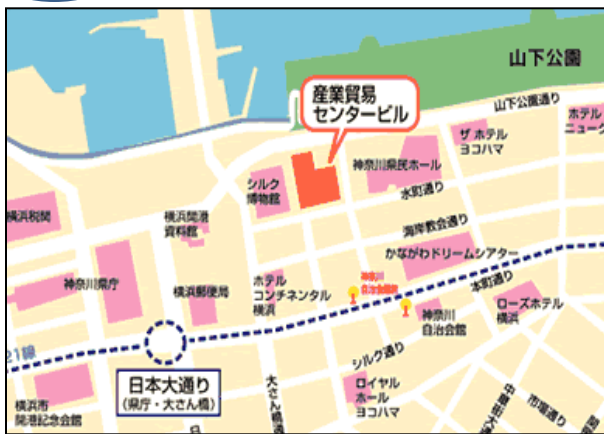 山下公園
産業貿易
センタービル
山下公園通り
ホテル
ニューグ
ザ ホテル
ヨコハマ
神奈川県民ホール
シルク
博物館
水町通り
横浜税関
横浜開港
資料館
海岸教会通り
かながわドリームシアター
神奈川県庁
横浜郵便局
ホテル
コンチネンタル
横浜
本町通り
神奈川
自治会館
ローズホテル
横浜
21線
シルク通り
日本大通り
(県庁・大さん橋)
大さん橋通
ロイヤル
ホール
ヨコハマ
横浜市
開港記念会館
日
中華街大
市場通り